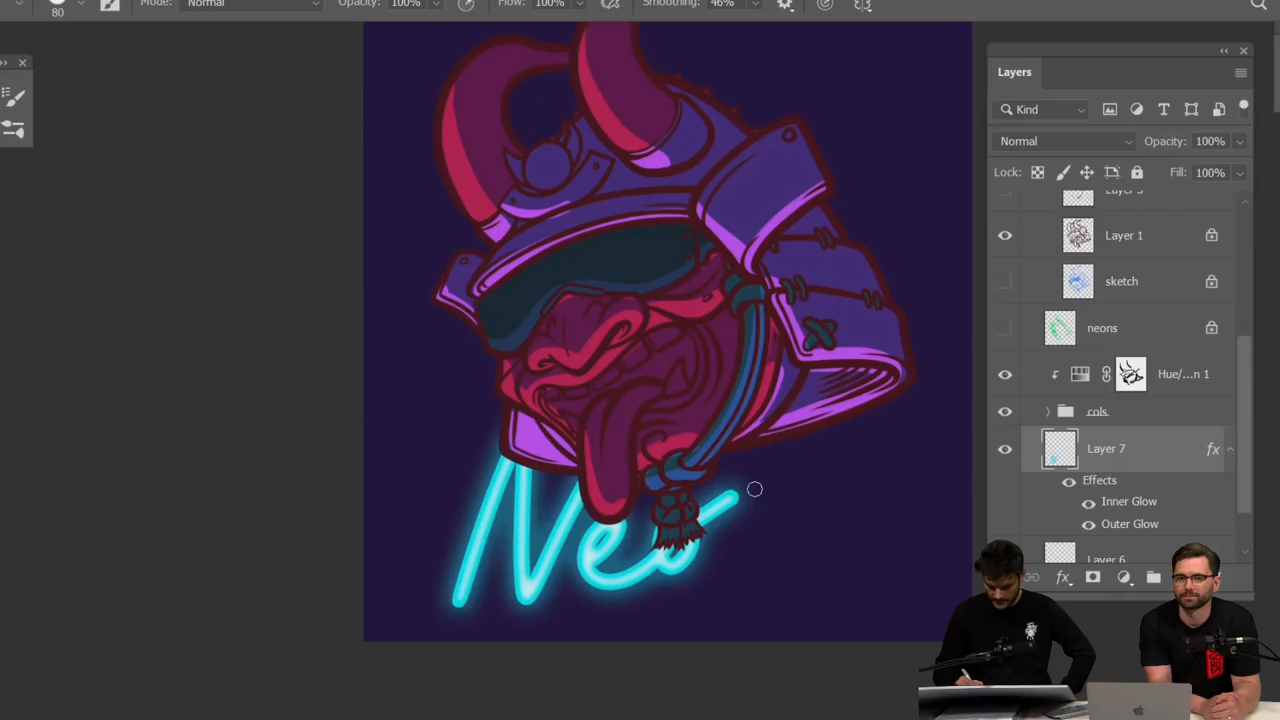 80 Mode: Normal Opacity: 100% Flow: 100% Smoothing: 46%
Layers
Kind
Normal Opacity: 100%
Lock: Fill: 100%
Layer 1
sketch
neons
Hue/...n 1
cols
Layer 7 fx
Effects
Inner Glow
Outer Glow
Layer 6
fx
Neo